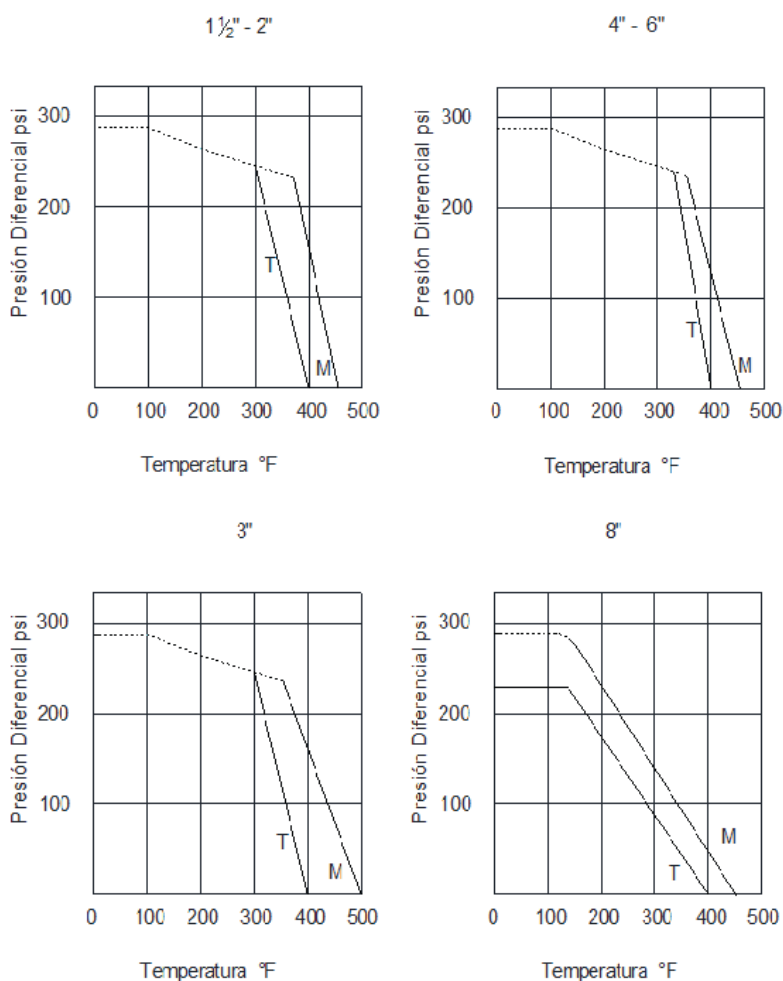 1 ½" - 2"
300
200
100
Presión Diferencial psi
T
M
0 100 200 300 400 500
Temperatura °F
4" - 6"
300
200
100
Presión Diferencial psi
T
M
0 100 200 300 400 500
Temperatura °F
3"
300
200
100
Presión Diferencial psi
T
M
0 100 200 300 400 500
Temperatura °F
8"
300
200
100
Presión Diferencial psi
M
T
0 100 200 300 400 500
Temperatura °F